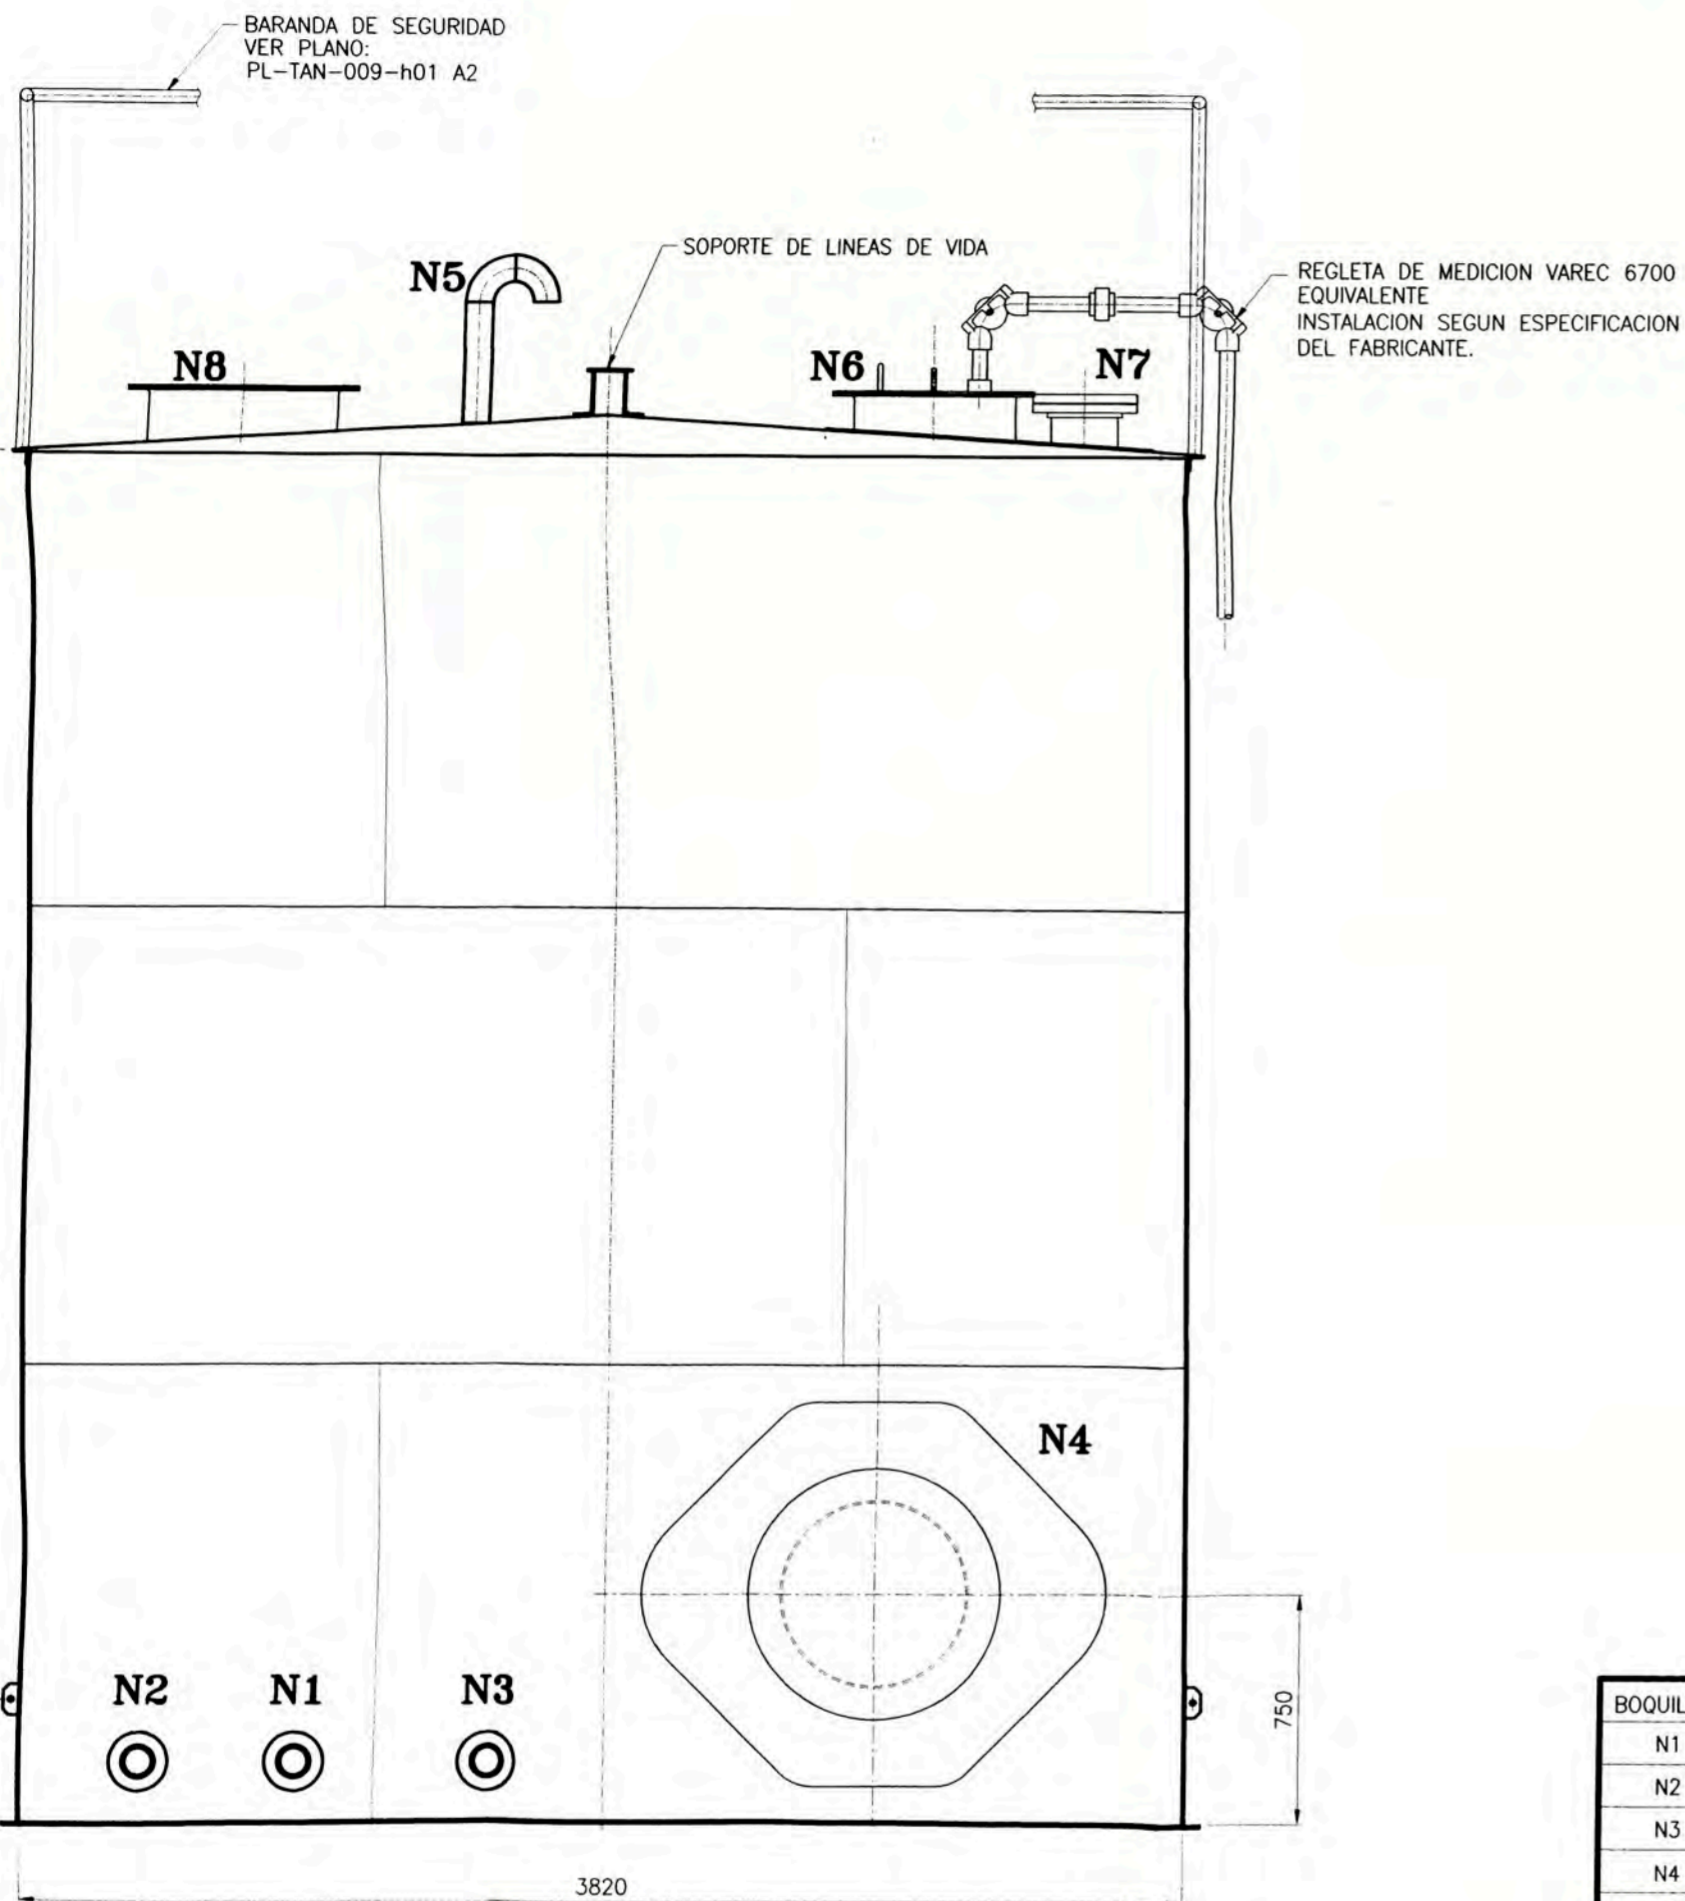 BARANDA DE SEGURIDAD
VER PLANO:
PL-TAN-009-h01 A2
SOPORTE DE LINEAS DE VIDA
N5
REGLETA DE MEDICION VAREC 6700
EQUIVALENTE
INSTALACION SEGUN ESPECIFICACION
DEL FABRICANTE.
N8
N6
N7
N4
N2
N1
N3
750
3820
BOQUIL
N1
N2
N3
N4